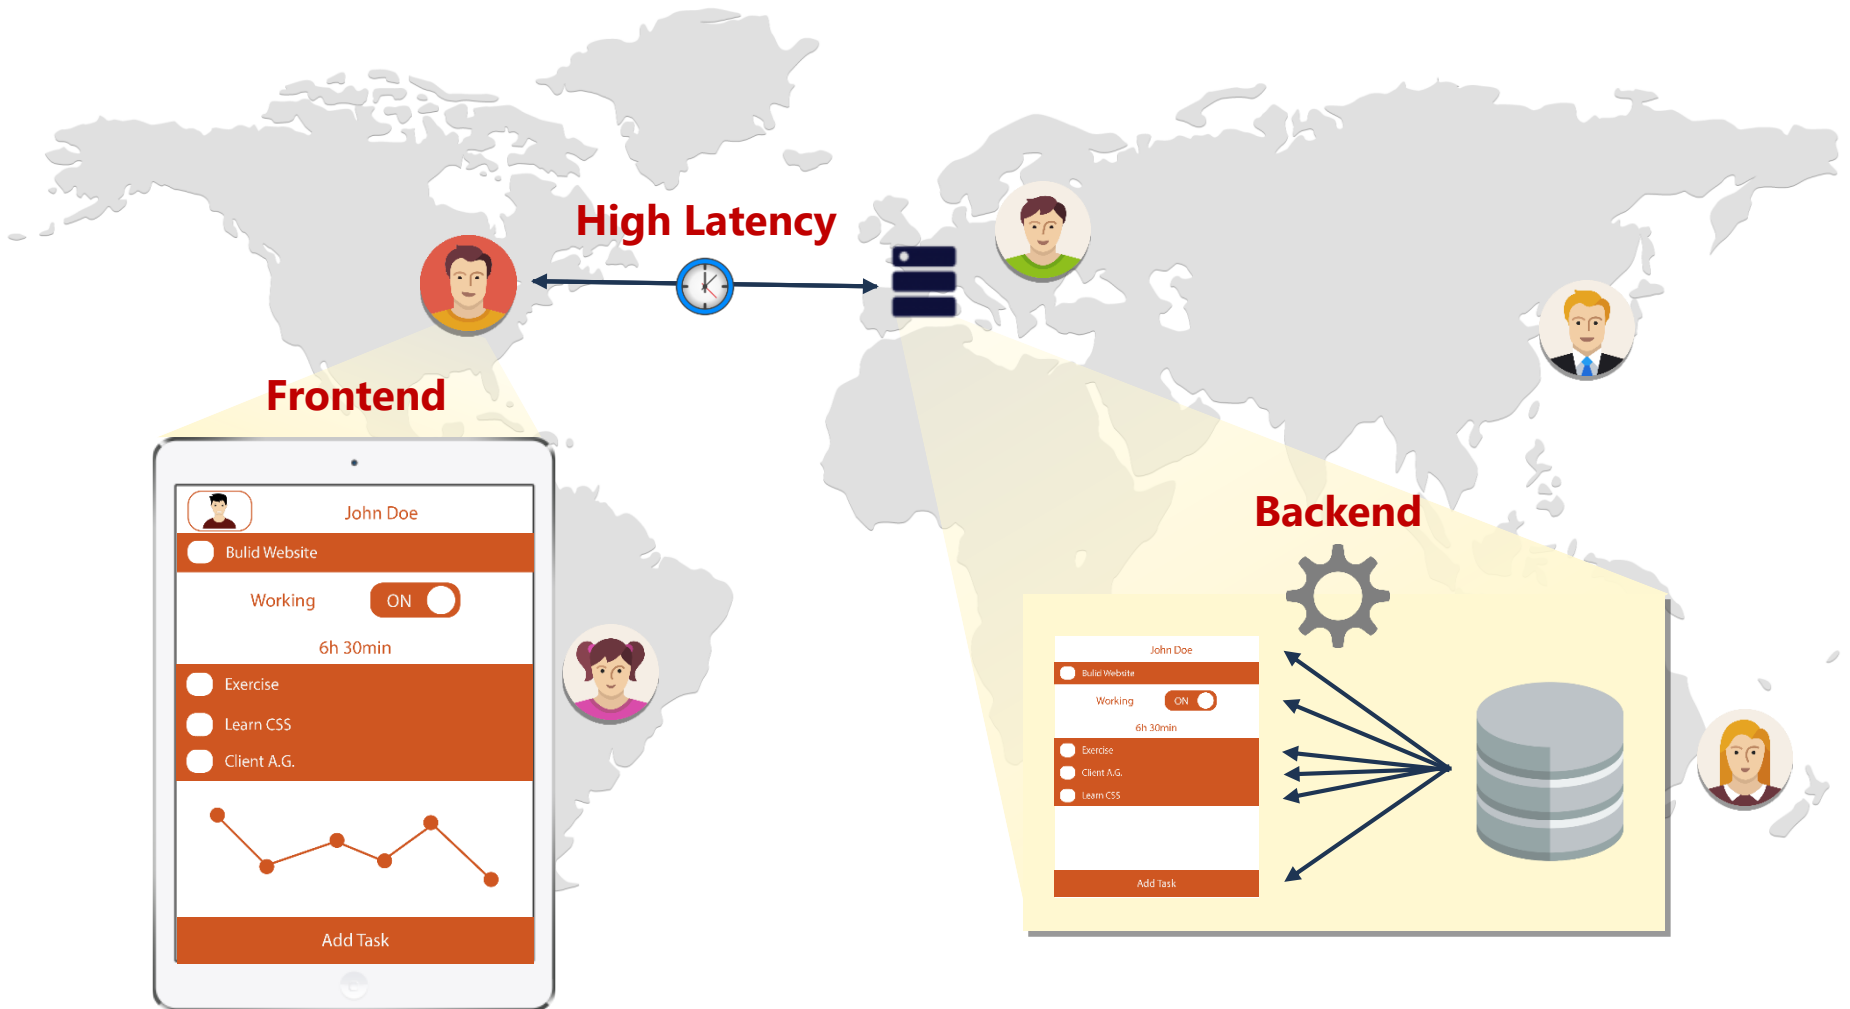 High Latency
Frontend
John Doe
Bulid Website
Working
ON
6h 30min
Exercise
Learn CSS
Client A.G.
Add Task
Backend
John Doe
Bulid Website
Working
ON
6h 30min
Exercise
Client A.G.
Learn CSS
Add Task